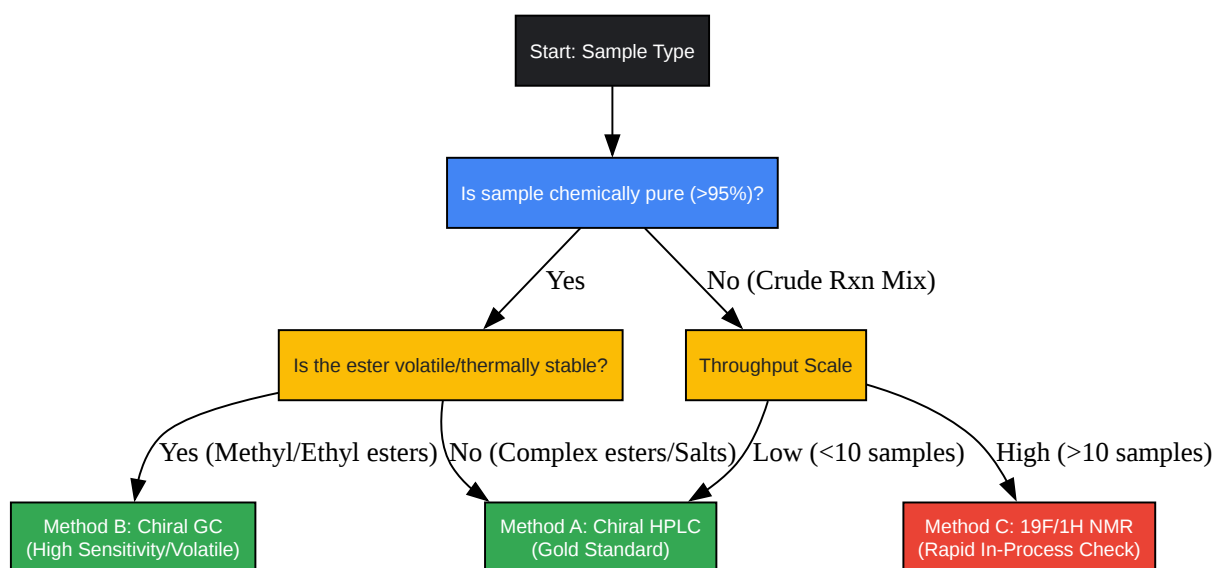 Start: Sample Type
Is sample chemically pure (>95%)?
Yes
No (Crude Rxn Mix)
Is the ester volatile/thermally stable?
Throughput Scale
Yes (Methyl/Ethyl esters)
No (Complex esters/Salts)
Low (<10 samples)
High (>10 samples)
Method B: Chiral GC
(High Sensitivity/Volatile)
Method A: Chiral HPLC
(Gold Standard)
Method C: 19F/1H NMR
(Rapid In-Process Check)